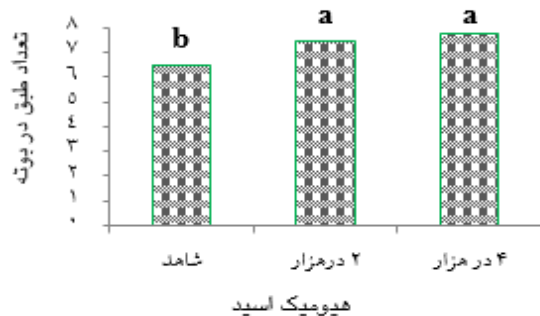 b a a
تعداد طبق در بوته
۸
۷
۶
۵
۴
۳
۲
۱
۰
شاهد ۲ درهزار ۴ در هزار
هیومیک اسید